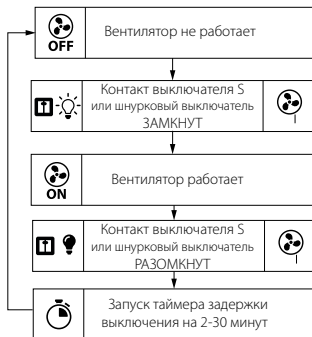 OFF
Вентилятор не работает
Контакт выключателя S
или шнурковый выключатель
ЗАМКНУТ
ON
Вентилятор работает
Контакт выключателя S
или шнурковый выключатель
РАЗОМКНУТ
Запуск таймера задержки
выключения на 2-30 минут